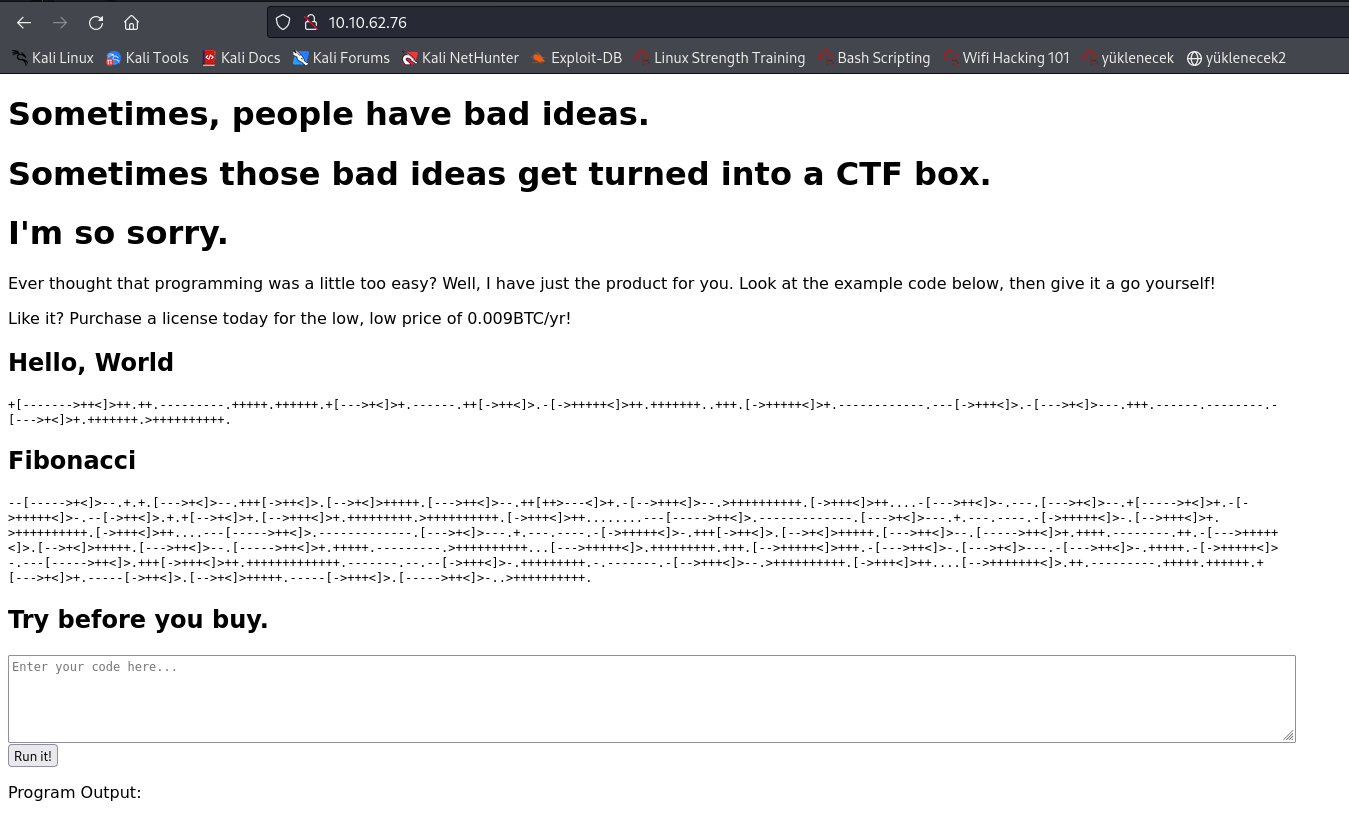 10.10.62.76
Kali Linux Kali Tools Kali Docs Kali Forums Kali NetHunter Exploit-DB Linux Strength Training Bash Scripting Wifi Hacking 101 yüklenecek yüklenecek2
Sometimes, people have bad ideas.
Sometimes those bad ideas get turned into a CTF box.
I'm so sorry.
Ever thought that programming was a little too easy? Well, I have just the product for you. Look at the example code below, then give it a go yourself!
Like it? Purchase a license today for the low, low price of 0.009BTC/yr!
Hello, World
+[------->++<]>++.++.---------.+++++.++++++.+[--->+<]>+.------.++[->++<]>.-[->+++++<]>++.+++++++..+++.[->+++++<]>+.------------.---[->+++<]>.-[--->+<]>---.+++.------.--------.-
[--->+<]>+.+++++++.>++++++++++.
Fibonacci
--[----->+<]>--.+.+.[--->+<]>--.+++[->++<]>.[-->+<]>+++++.[--->++<]>--.++[++>---<]>+.-[-->+++<]>--.>++++++++++.[->+++<]>++....-[--->++<]>-.---.[--->+<]>--.+[----->+<]>+.-[-
>+++++<]>-.--[->++<]>.+.+[-->+<]>+.[-->+++<]>+.+++++++++.>++++++++++.[->+++<]>++........---[----->++<]>.-------------.[--->+<]>---.+.---.----.-[->+++++<]>-.[-->+++<]>+.
>++++++++++.[->+++<]>++....---[----->++<]>.-------------.[--->+<]>---.+.---.----.-[->+++++<]>-.+++[->++<]>.[-->+<]>+++++.[--->++<]>--.[----->++<]>+.++++.--------.++.-[--->+++++
<]>.[-->+<]>+++++.[--->++<]>--.[----->++<]>+.+++++.---------.>++++++++++...[--->+++++<]>.+++++++++.+++.[-->+++++<]>+++.-[--->++<]>-.[--->+<]>---.-[--->++<]>-.+++++.-[->+++++<]>
-.---[----->++<]>.+++[->+++<]>++.+++++++++++++.-------.--.--[->+++<]>-.+++++++++.-.-------.-[-->+++<]>--.>++++++++++.[->+++<]>++....[-->+++++++<]>.++.---------.+++++.++++++.+
[--->+<]>+.-----[->++<]>.[-->+<]>+++++.-----[->+++<]>.[----->++<]>-..>++++++++++.
Try before you buy.
Enter your code here...
Run it!
Program Output: